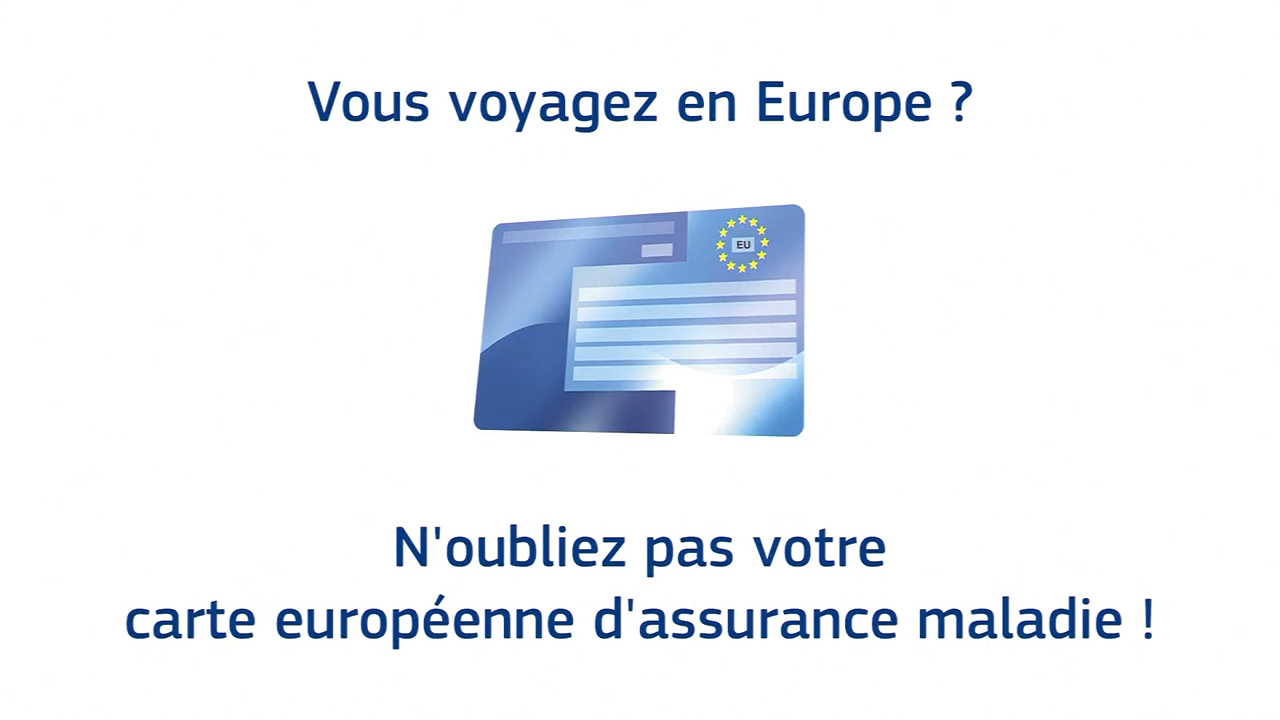 Vous voyagez en Europe ?
EU
N'oubliez pas votre
carte européenne d'assurance maladie !